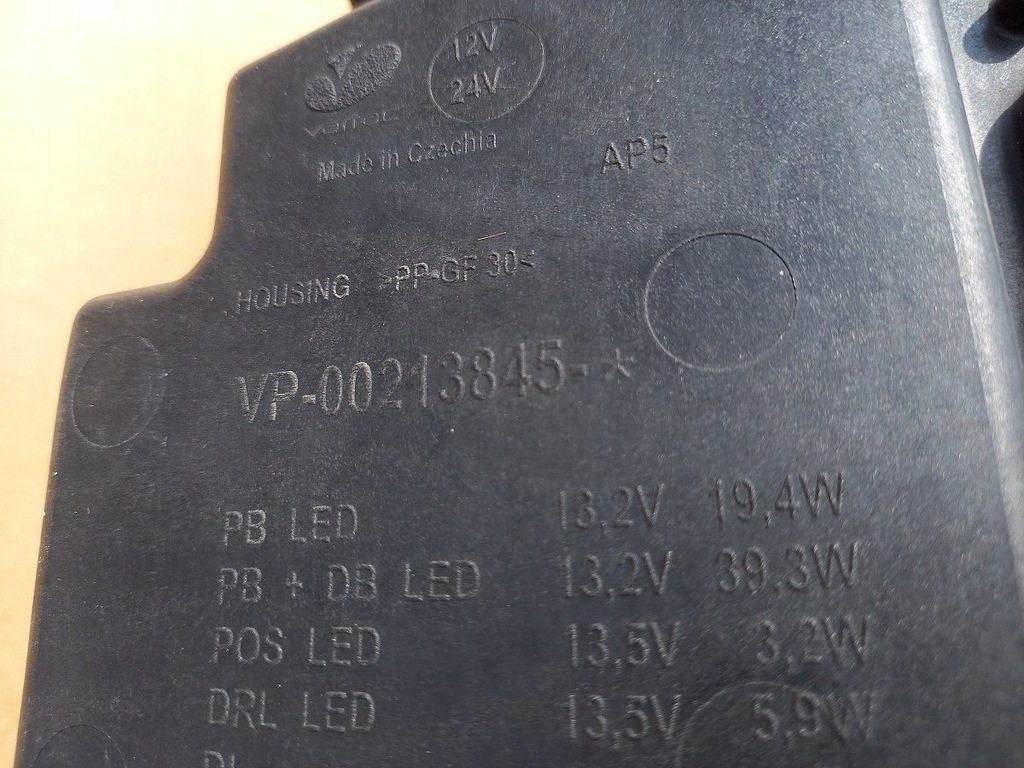 12V
24V
varroc
Made in Czechia
AP5
HOUSING >PP-GF 30<
VP-00213845-*
PB LED 13,2V 19,4W
PB + DB LED 13,2V 39,3W
POS LED 13,5V 3,2W
DRL LED 13,5V 5,9W